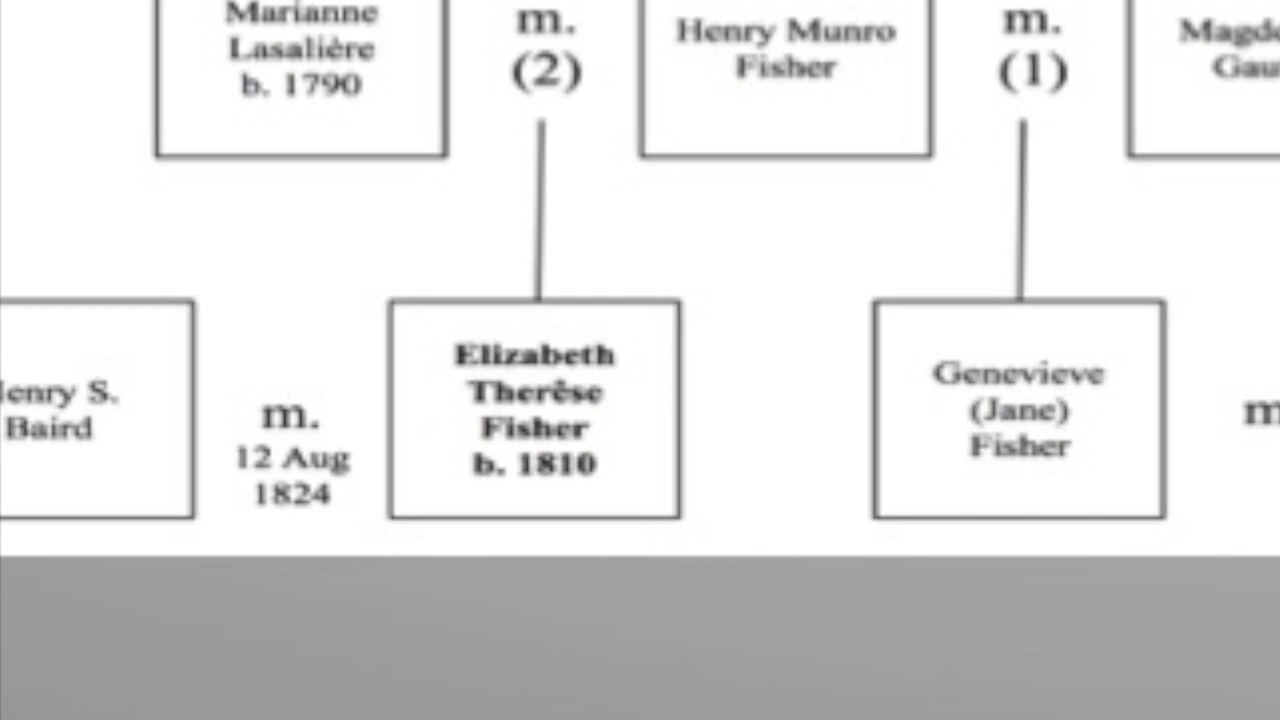 Marianne
Lasalière
b. 1790
m.
(2)
Henry Munro
Fisher
m.
(1)
Henry S.
Baird
m.
12 Aug
1824
Elizabeth
Therêse
Fisher
b. 1810
Genevieve
(Jane)
Fisher
m